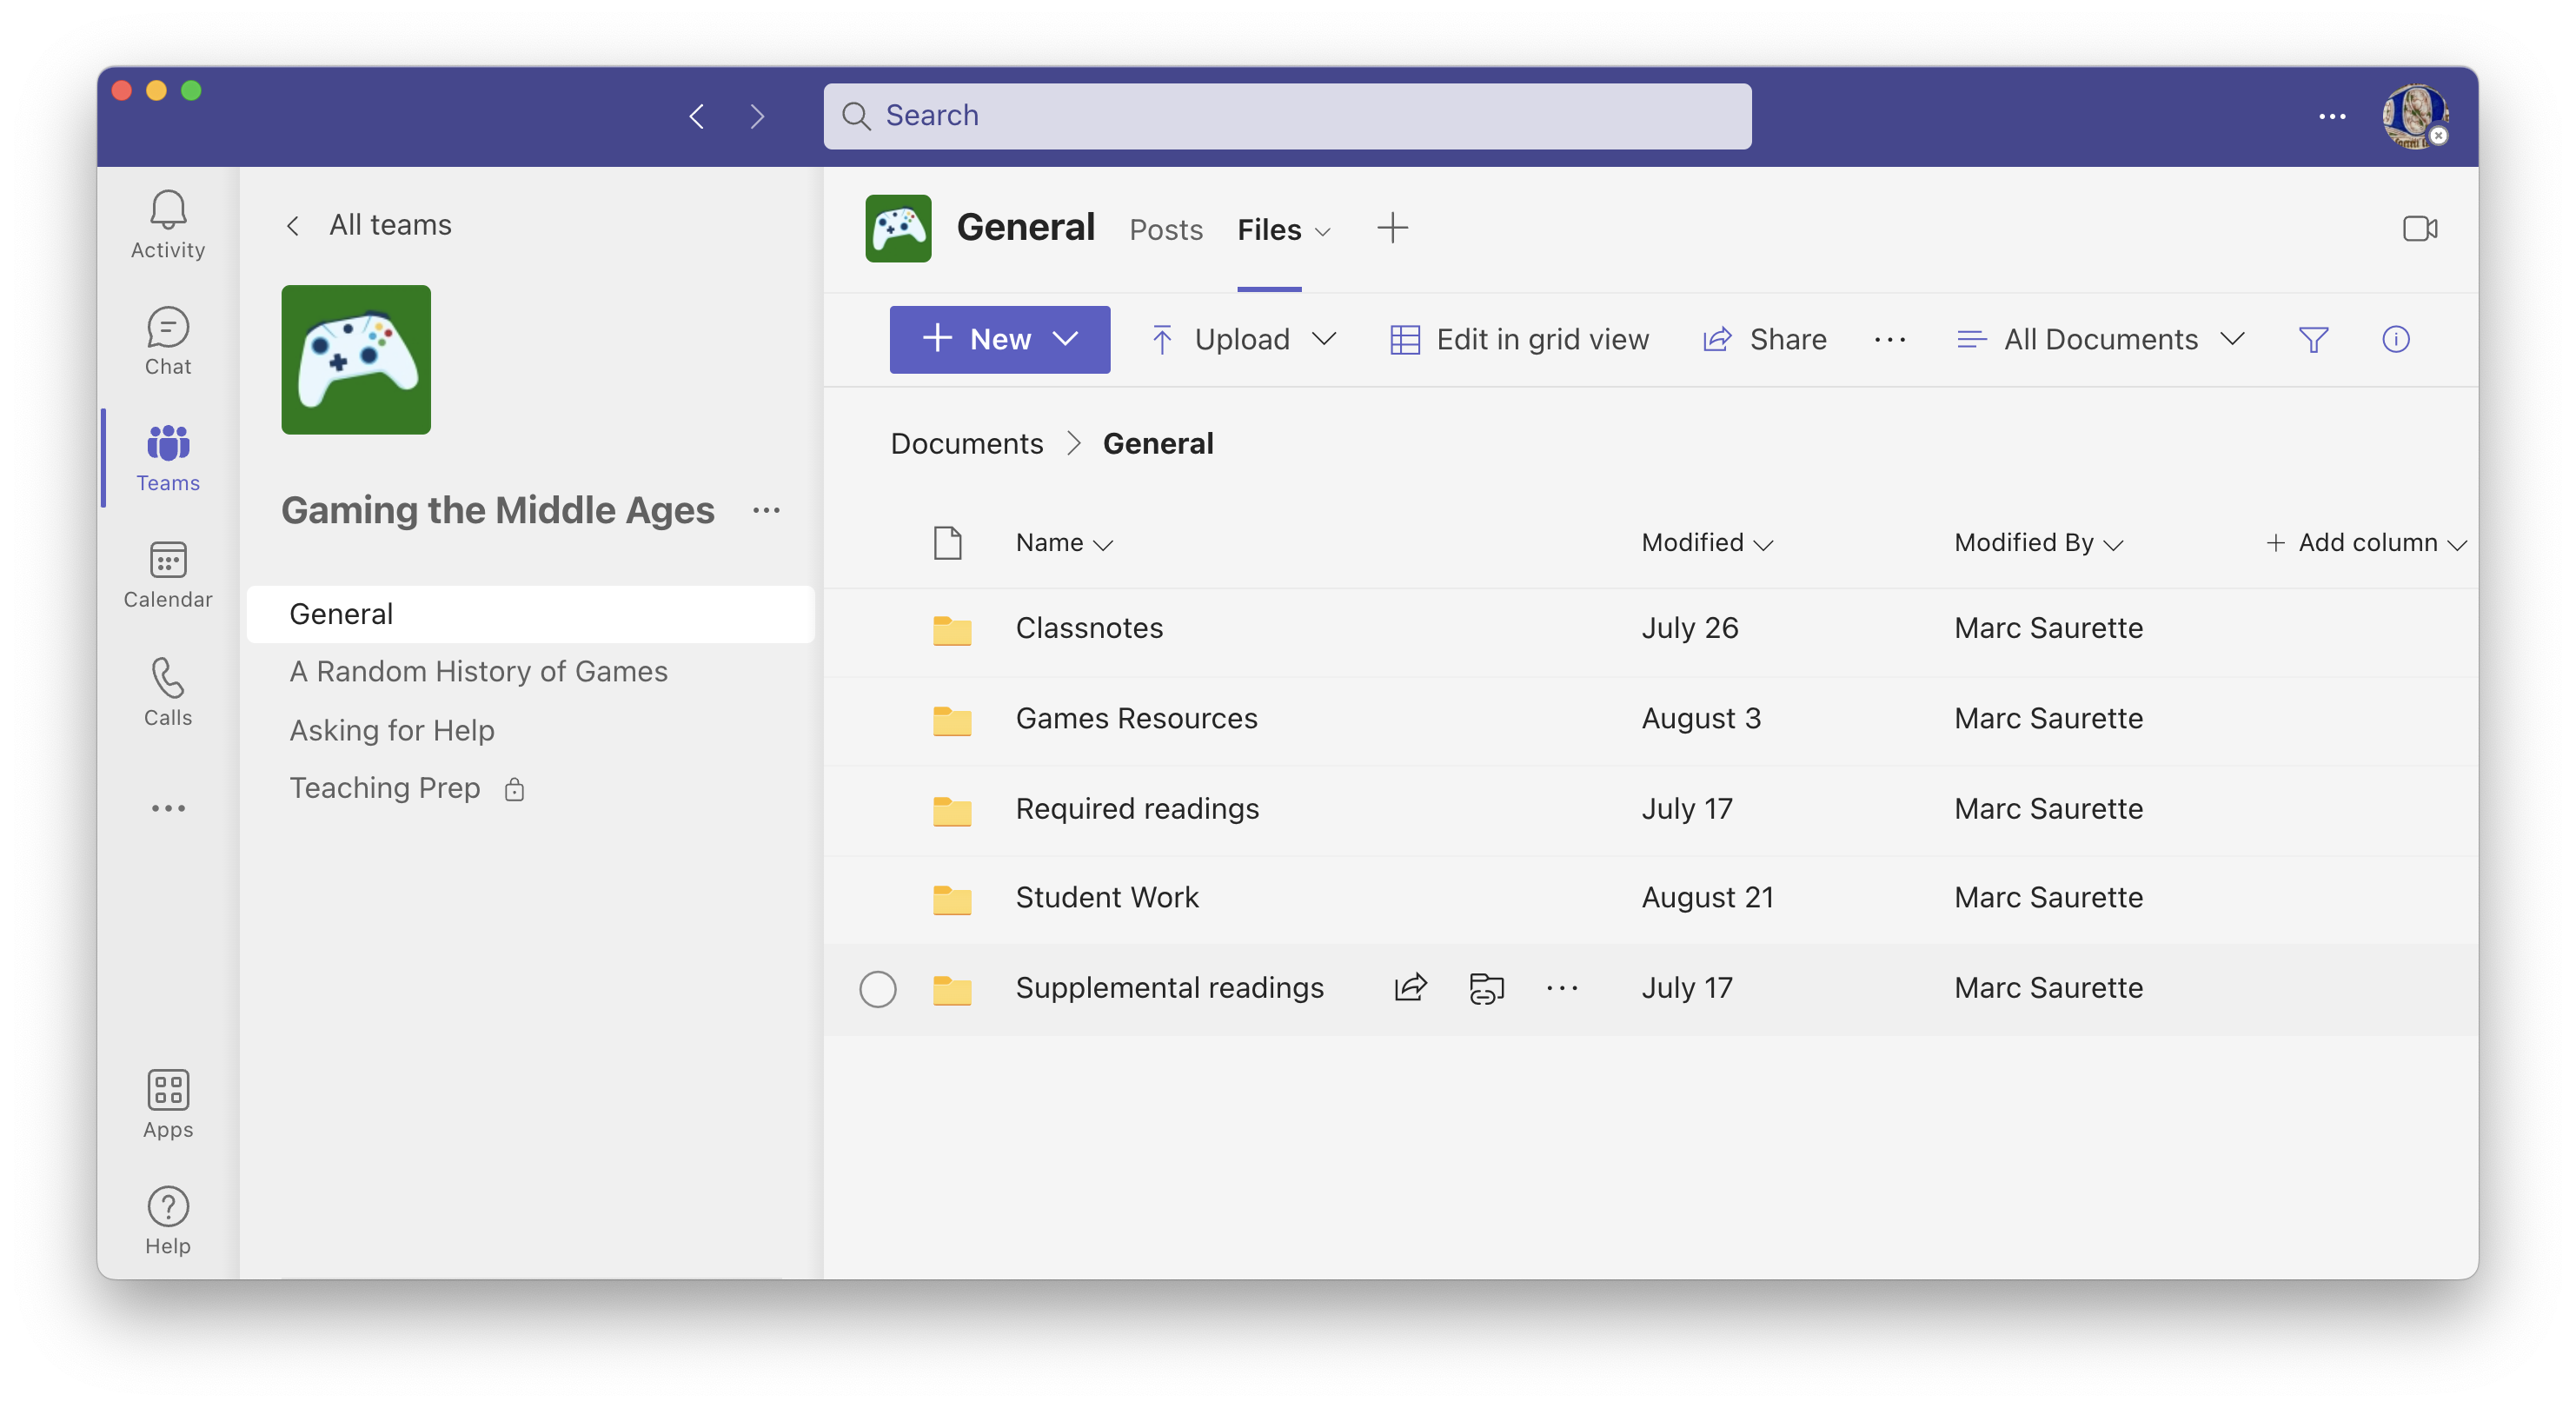 Search
Activity
Chat
Teams
Calendar
Calls
Apps
Help
All teams
Gaming the Middle Ages
General
A Random History of Games
Asking for Help
Teaching Prep
General Posts Files
New Upload Edit in grid view Share All Documents
Documents General
Name Modified Modified By Add column
Classnotes July 26 Marc Saurette
Games Resources August 3 Marc Saurette
Required readings July 17 Marc Saurette
Student Work August 21 Marc Saurette
Supplemental readings July 17 Marc Saurette